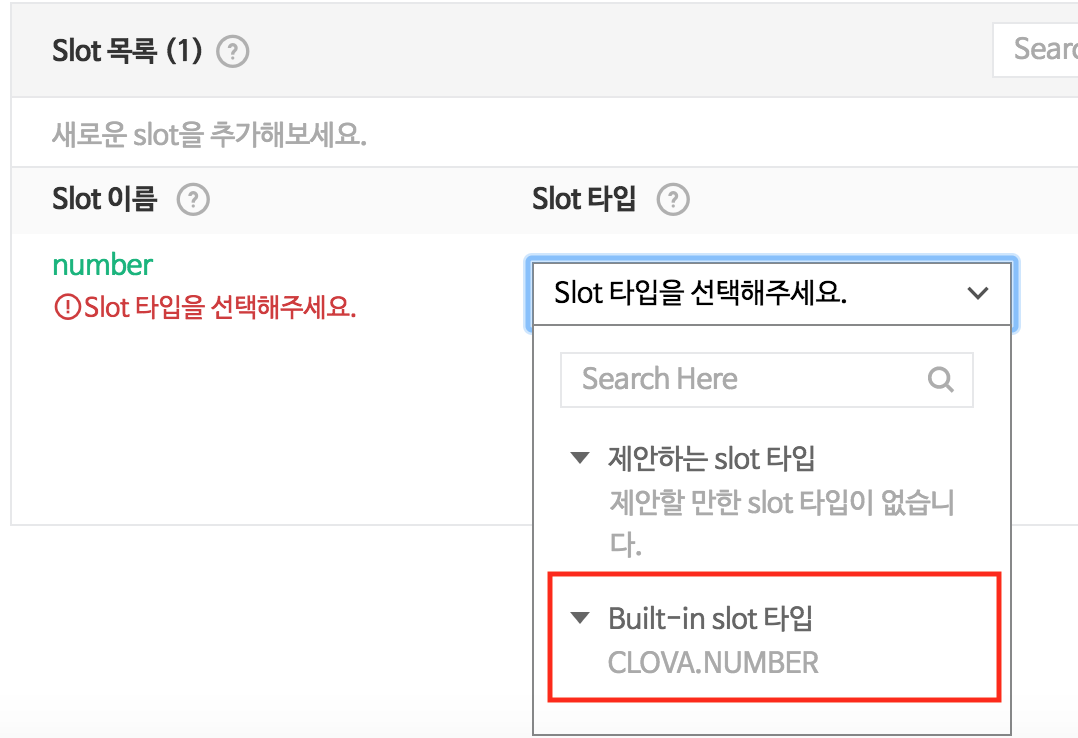 Slot 목록 (1) ?
Searc
새로운 slot을 추가해보세요.
Slot 이름 ?
Slot 타입 ?
number
Slot 타입을 선택해주세요.
Slot 타입을 선택해주세요.
Search Here
제안하는 slot 타입
제안할 만한 slot 타입이 없습니
다.
Built-in slot 타입
CLOVA.NUMBER